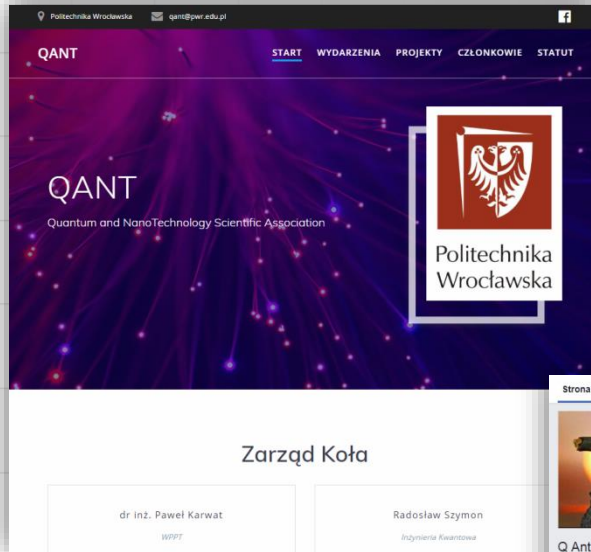 Politechnika Wrocławska qant@pwr.edu.pl
QANT START WYDARZENIA PROJEKTY CZŁONKOWIE STATUT
QANT
Quantum and NanoTechnology Scientific Association
Politechnika
Wrocławska
Zarząd Koła
dr inż. Paweł Karwat
WPPT
Radosław Szymon
Inżynieria Kwantowa
Strona
Q Ant